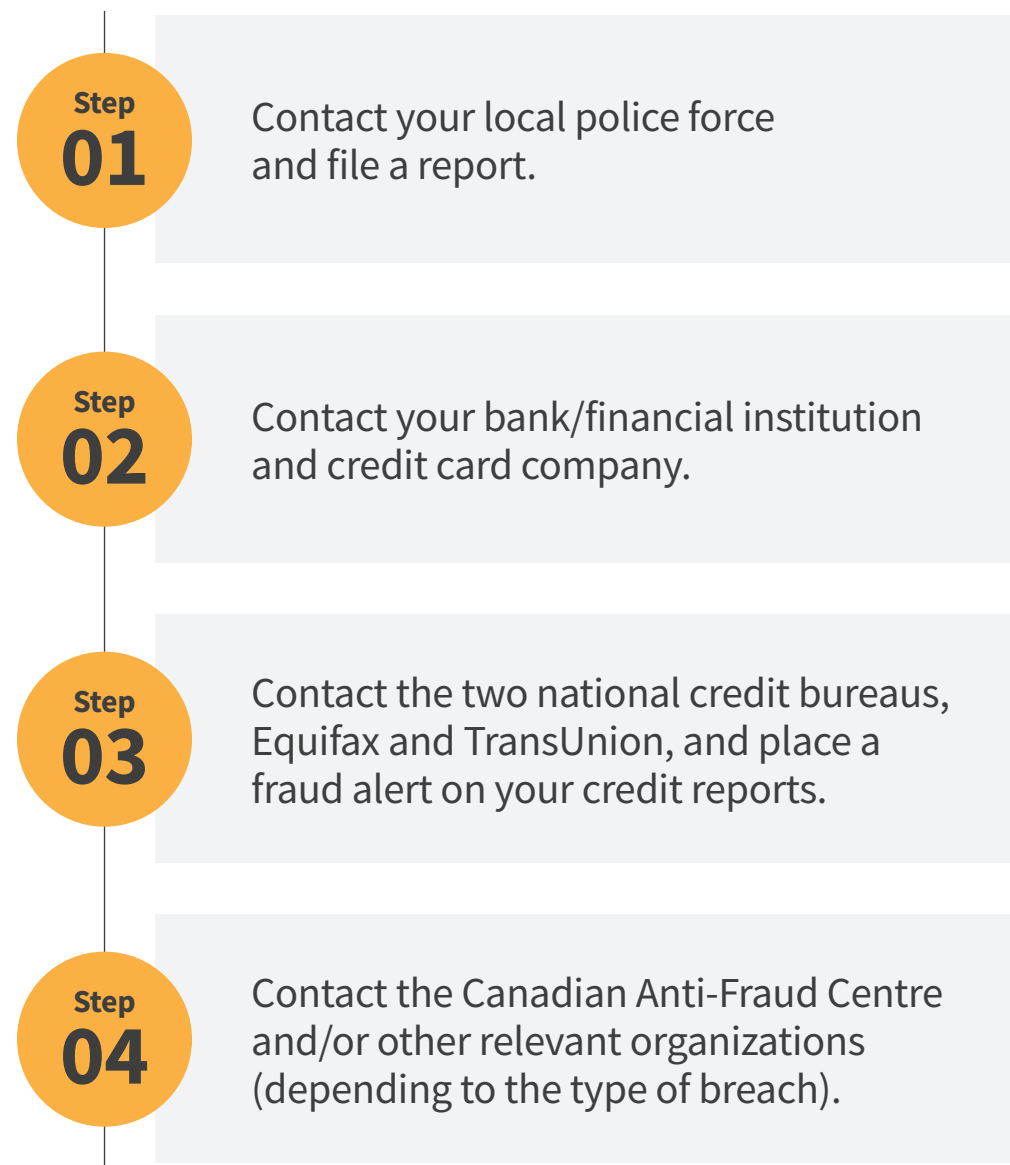 Step
01
Contact your local police force
and file a report.
Step
02
Contact your bank/financial institution
and credit card company.
Step
03
Contact the two national credit bureaus,
Equifax and TransUnion, and place a
fraud alert on your credit reports.
Step
04
Contact the Canadian Anti-Fraud Centre
and/or other relevant organizations
(depending to the type of breach).